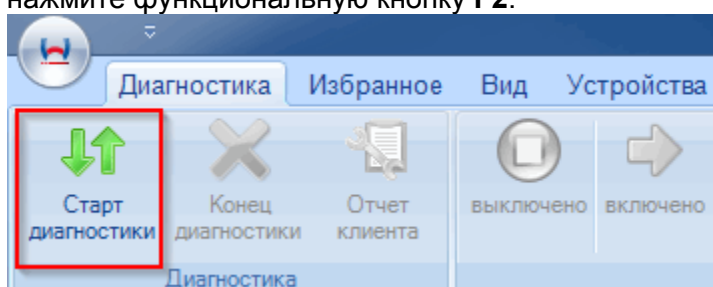 нажмите функциональную кнопку F2.
Диагностика Избранное Вид Устройства
Старт диагностики Конец диагностики Отчет клиента выключено включено
Диагностика